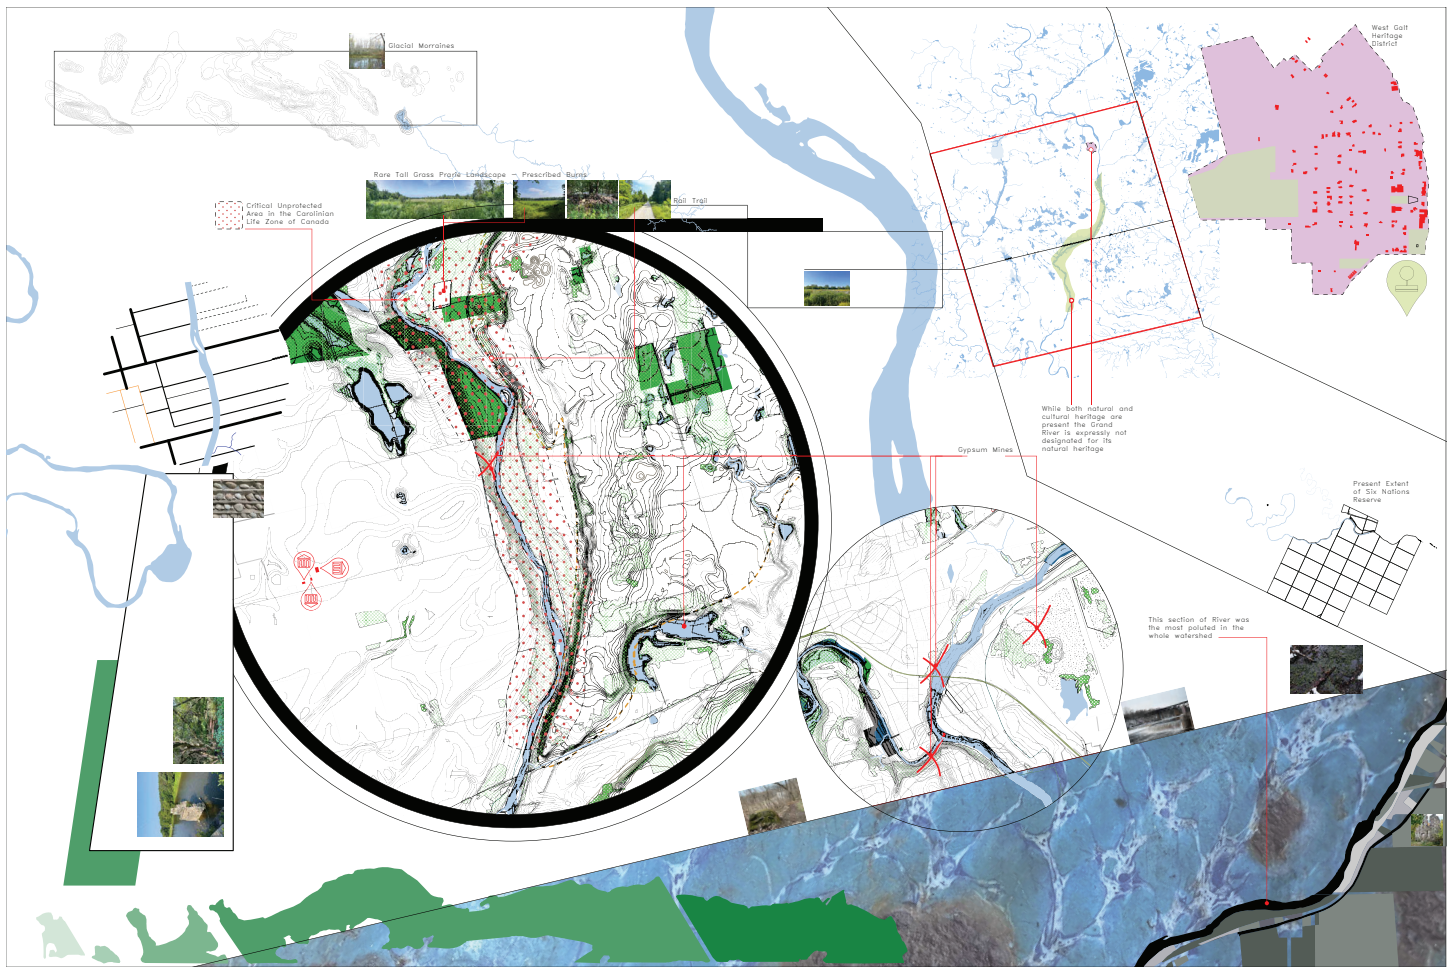 West Galt
Heritage
District
Glacial Morraines
Rare Tall Grass Prarie Landscape - Prescribed Burns
Rail Trail
Critical Unprotected
Area in the Carolinian
Life Zone of Canada
While both natural and
cultural heritage are
present the Grand
River is expressly not
designated for its
natural heritage
Gypsum Mines
Present Extent
of Six Nations
Reserve
This section of River was
the most poluted in the
whole watershed